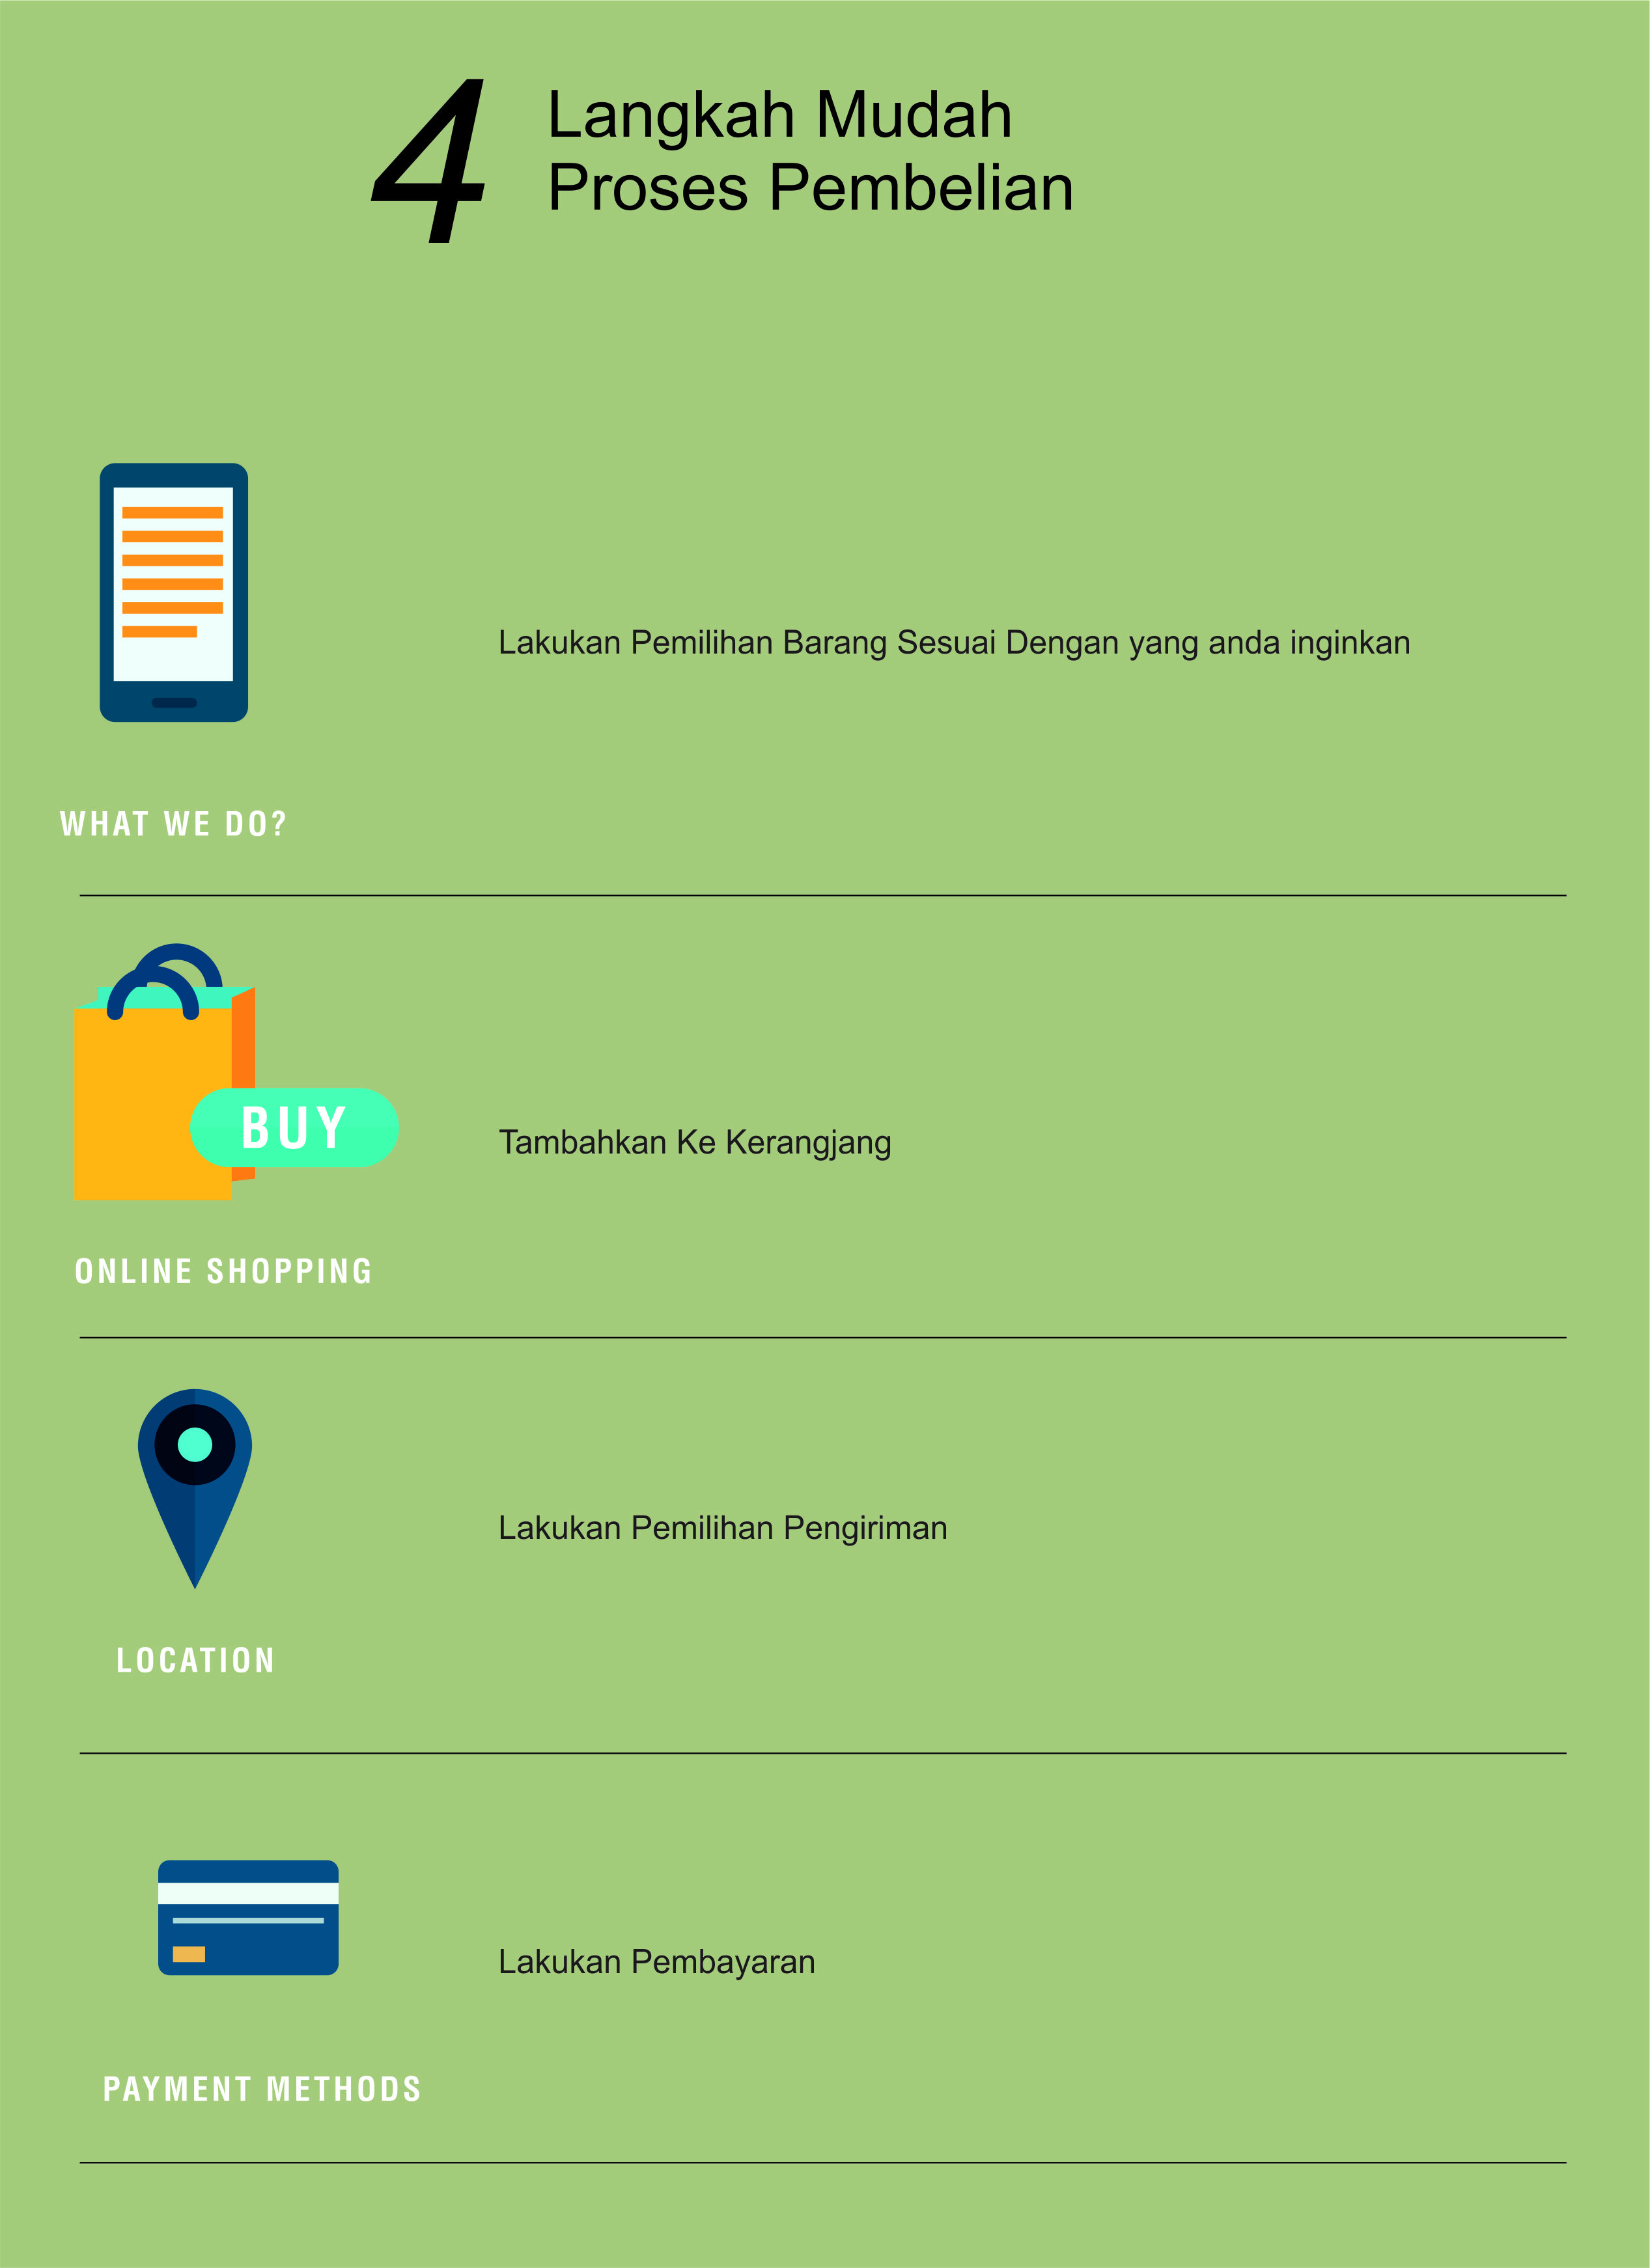 4
Langkah Mudah
Proses Pembelian
Lakukan Pemilihan Barang Sesuai Dengan yang anda inginkan
WHAT WE DO?
BUY
Tambahkan Ke Kerangjang
ONLINE SHOPPING
Lakukan Pemilihan Pengiriman
LOCATION
Lakukan Pembayaran
PAYMENT METHODS